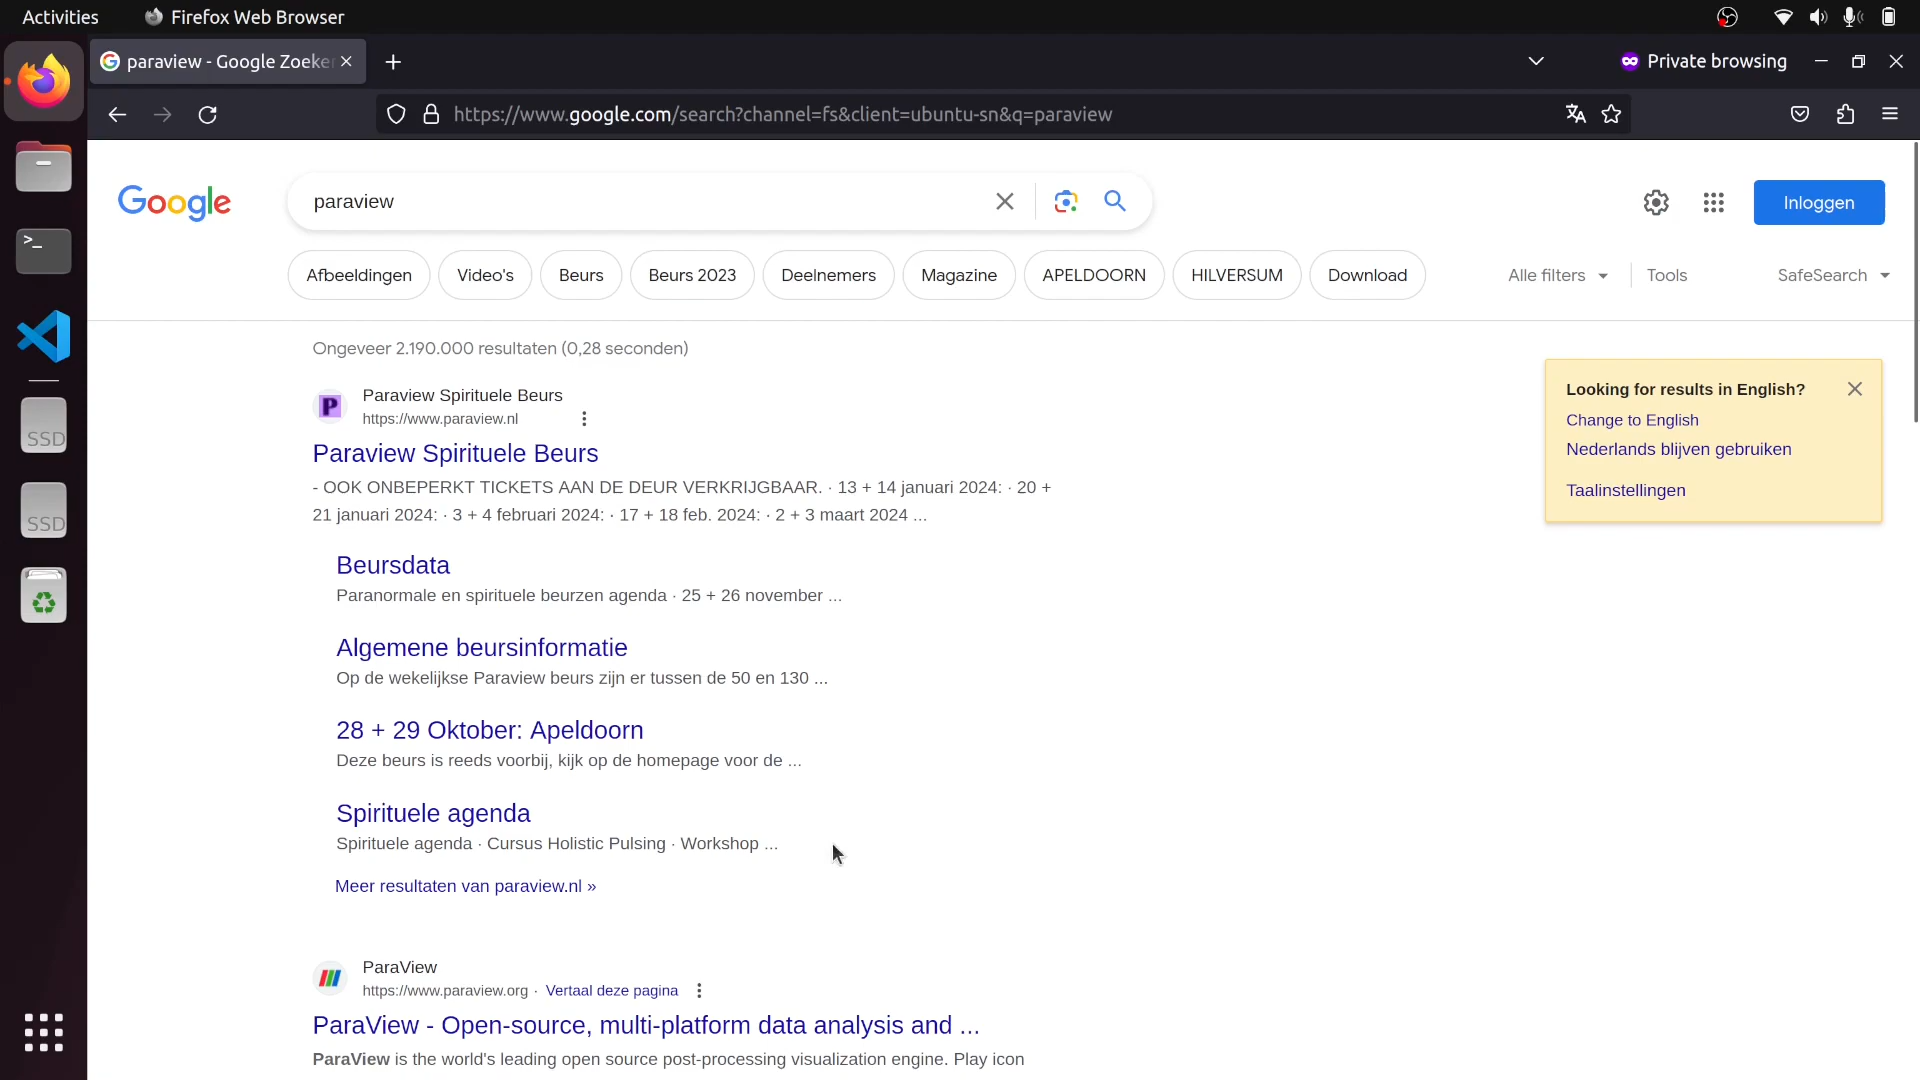 Activities
Firefox Web Browser
paraview - Google Zoeke
Private browsing
https://www.google.com/search?channel=fs&client=ubuntu-sn&q=paraview
Google
paraview
Inloggen
Afbeeldingen
Video's
Beurs
Beurs 2023
Deelnemers
Magazine
APELDOORN
HILVERSUM
Download
Alle filters
Tools
SafeSearch
Ongeveer 2.190.000 resultaten (0,28 seconden)
P
Paraview Spirituele Beurs
https://www.paraview.nl
Paraview Spirituele Beurs
- OOK ONBEPERKT TICKETS AAN DE DEUR VERKRIJGBAAR. · 13 + 14 januari 2024: · 20 +
21 januari 2024: · 3 + 4 februari 2024: · 17 + 18 feb. 2024: · 2 + 3 maart 2024 ...
Beursdata
Paranormale en spirituele beurzen agenda · 25 + 26 november ...
Algemene beursinformatie
Op de wekelijkse Paraview beurs zijn er tussen de 50 en 130 ...
28 + 29 Oktober: Apeldoorn
Deze beurs is reeds voorbij, kijk op de homepage voor de ...
Spirituele agenda
Spirituele agenda · Cursus Holistic Pulsing · Workshop ...
Meer resultaten van paraview.nl »
ParaView
https://www.paraview.org · Vertaal deze pagina
ParaView - Open-source, multi-platform data analysis and ...
ParaView is the world's leading open source post-processing visualization engine. Play icon
Looking for results in English?
Change to English
Nederlands blijven gebruiken
Taalinstellingen
>_
SSD
SSD